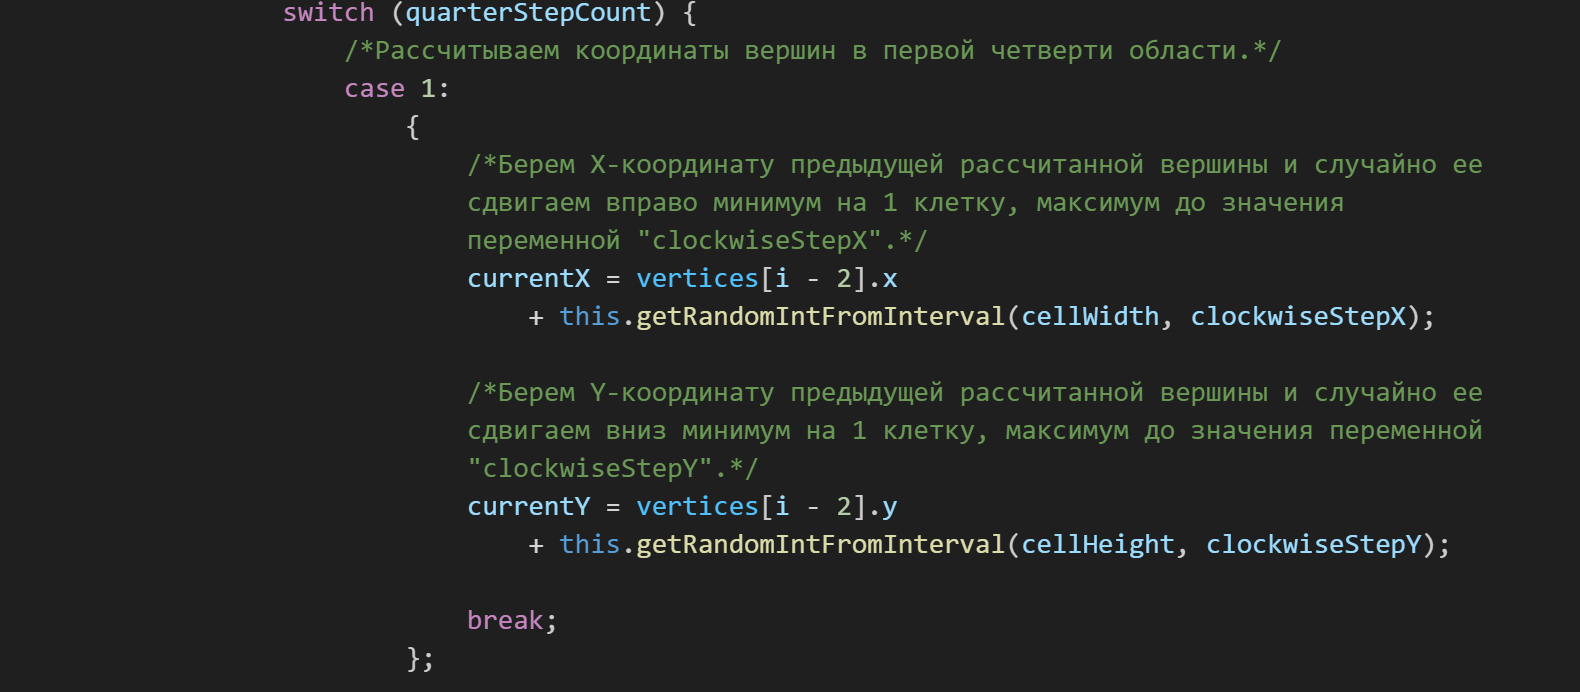 switch (quarterStepCount) {
/*Рассчитываем координаты вершин в первой четверти области.*/
case 1:
{
/*Берем X-координату предыдущей рассчитанной вершины и случайно ее
сдвигаем вправо минимум на 1 клетку, максимум до значения
переменной "clockwiseStepX".*/
currentX = vertices[i - 2].x
+ this.getRandomIntFromInterval(cellWidth, clockwiseStepX);
/*Берем Y-координату предыдущей рассчитанной вершины и случайно ее
сдвигаем вниз минимум на 1 клетку, максимум до значения переменной
"clockwiseStepY".*/
currentY = vertices[i - 2].y
+ this.getRandomIntFromInterval(cellHeight, clockwiseStepY);
break;
};